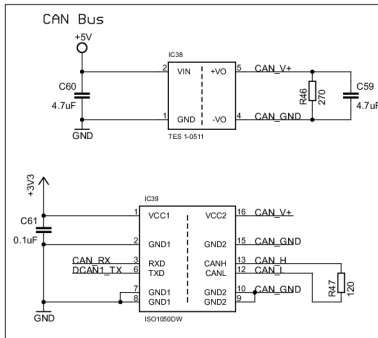 CAN Bus
+5V
IC38
2 VIN +VO 5 CAN_V+
C60
4.7uF
R46
270
C59
4.7uF
1 GND -VO 4 CAN_GND
GND
TES 1-0511
+3V3
IC39
1 VCC1 VCC2 16 CAN_V+
C61
0.1uF
2 GND1 GND2 15 CAN_GND
CAN_RX 3 RXD CANH 13 CAN_H
DCAN1_TX 6 TXD CANL 12 CAN_L
R47
120
7 GND1 GND2 10 CAN_GND
8 GND1 GND2 9
GND
ISO1050DW